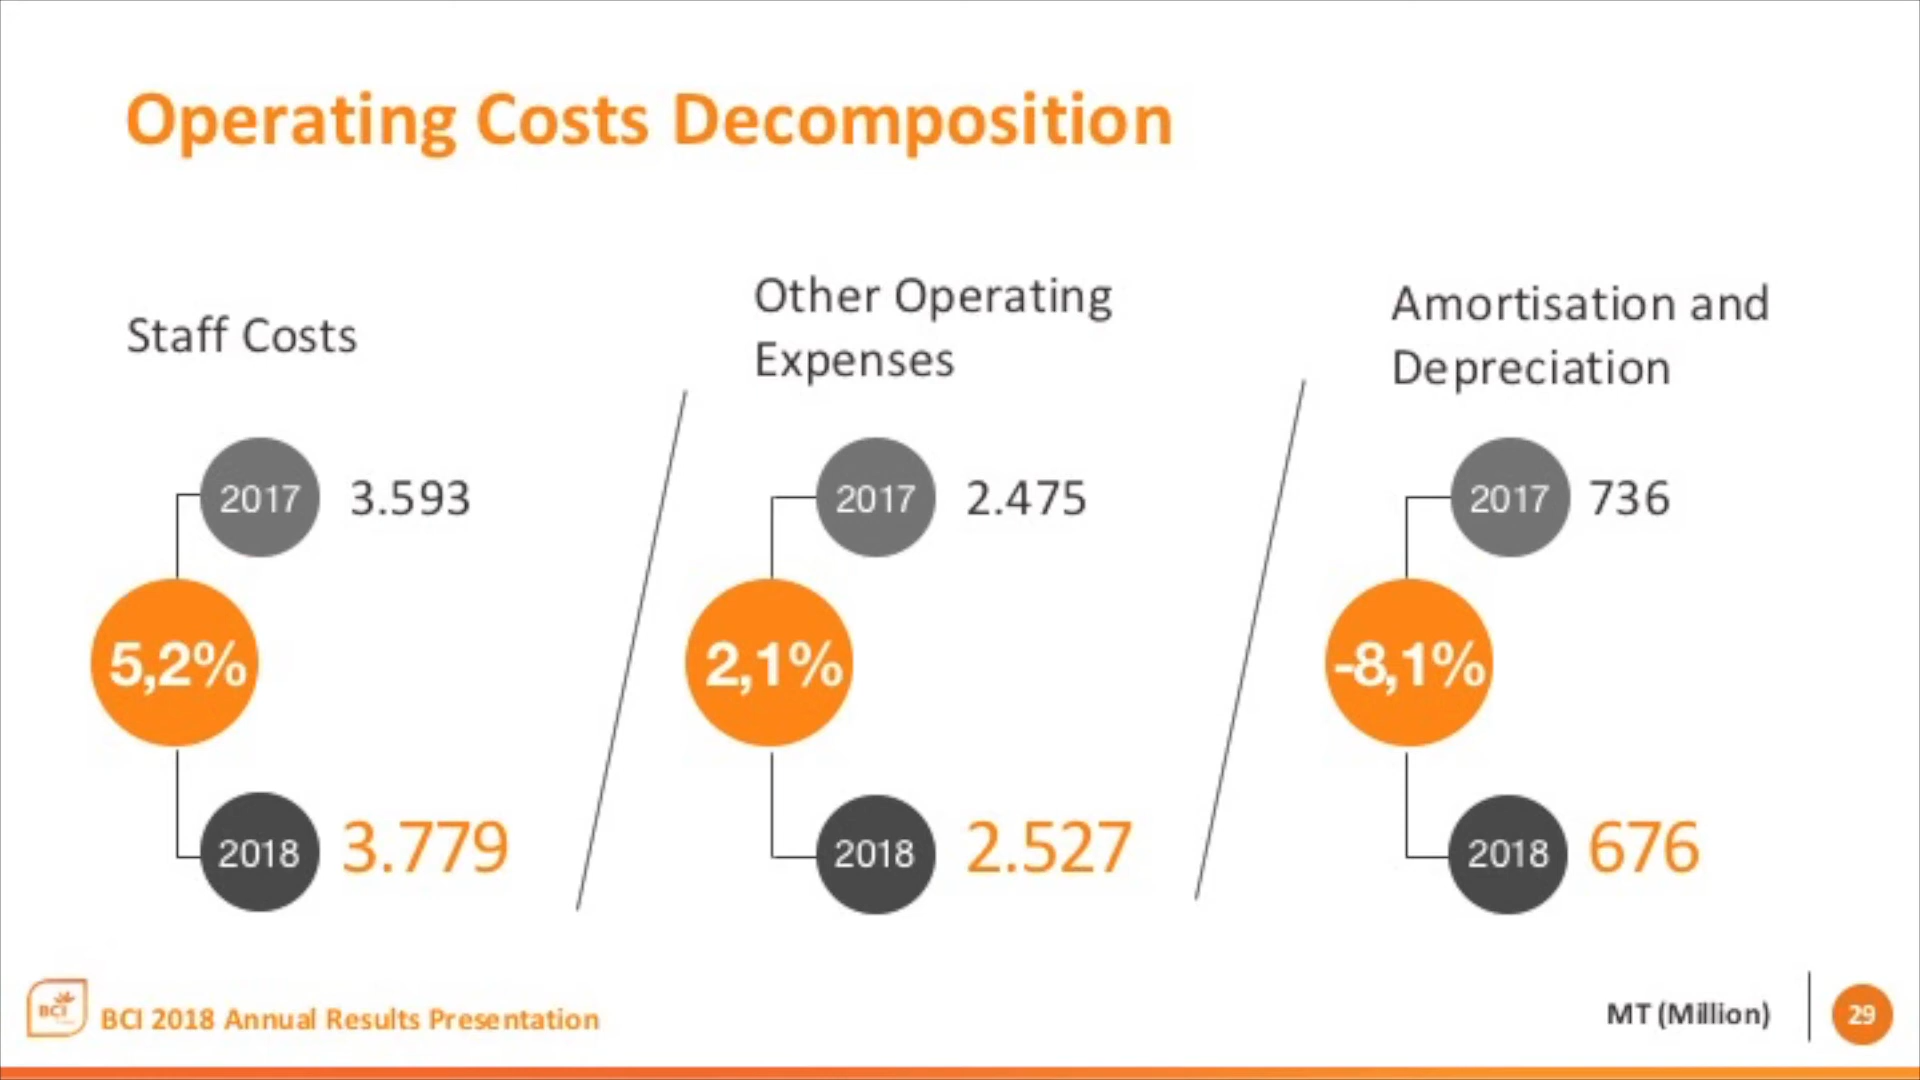 Operating Costs Decomposition
Staff Costs
2017 3.593
5,2%
2018 3.779
Other Operating
Expenses
2017 2.475
2,1%
2018 2.527
Amortisation and
Depreciation
2017 736
-8,1%
2018 676
BCI
BCI 2018 Annual Results Presentation
MT (Million)
29